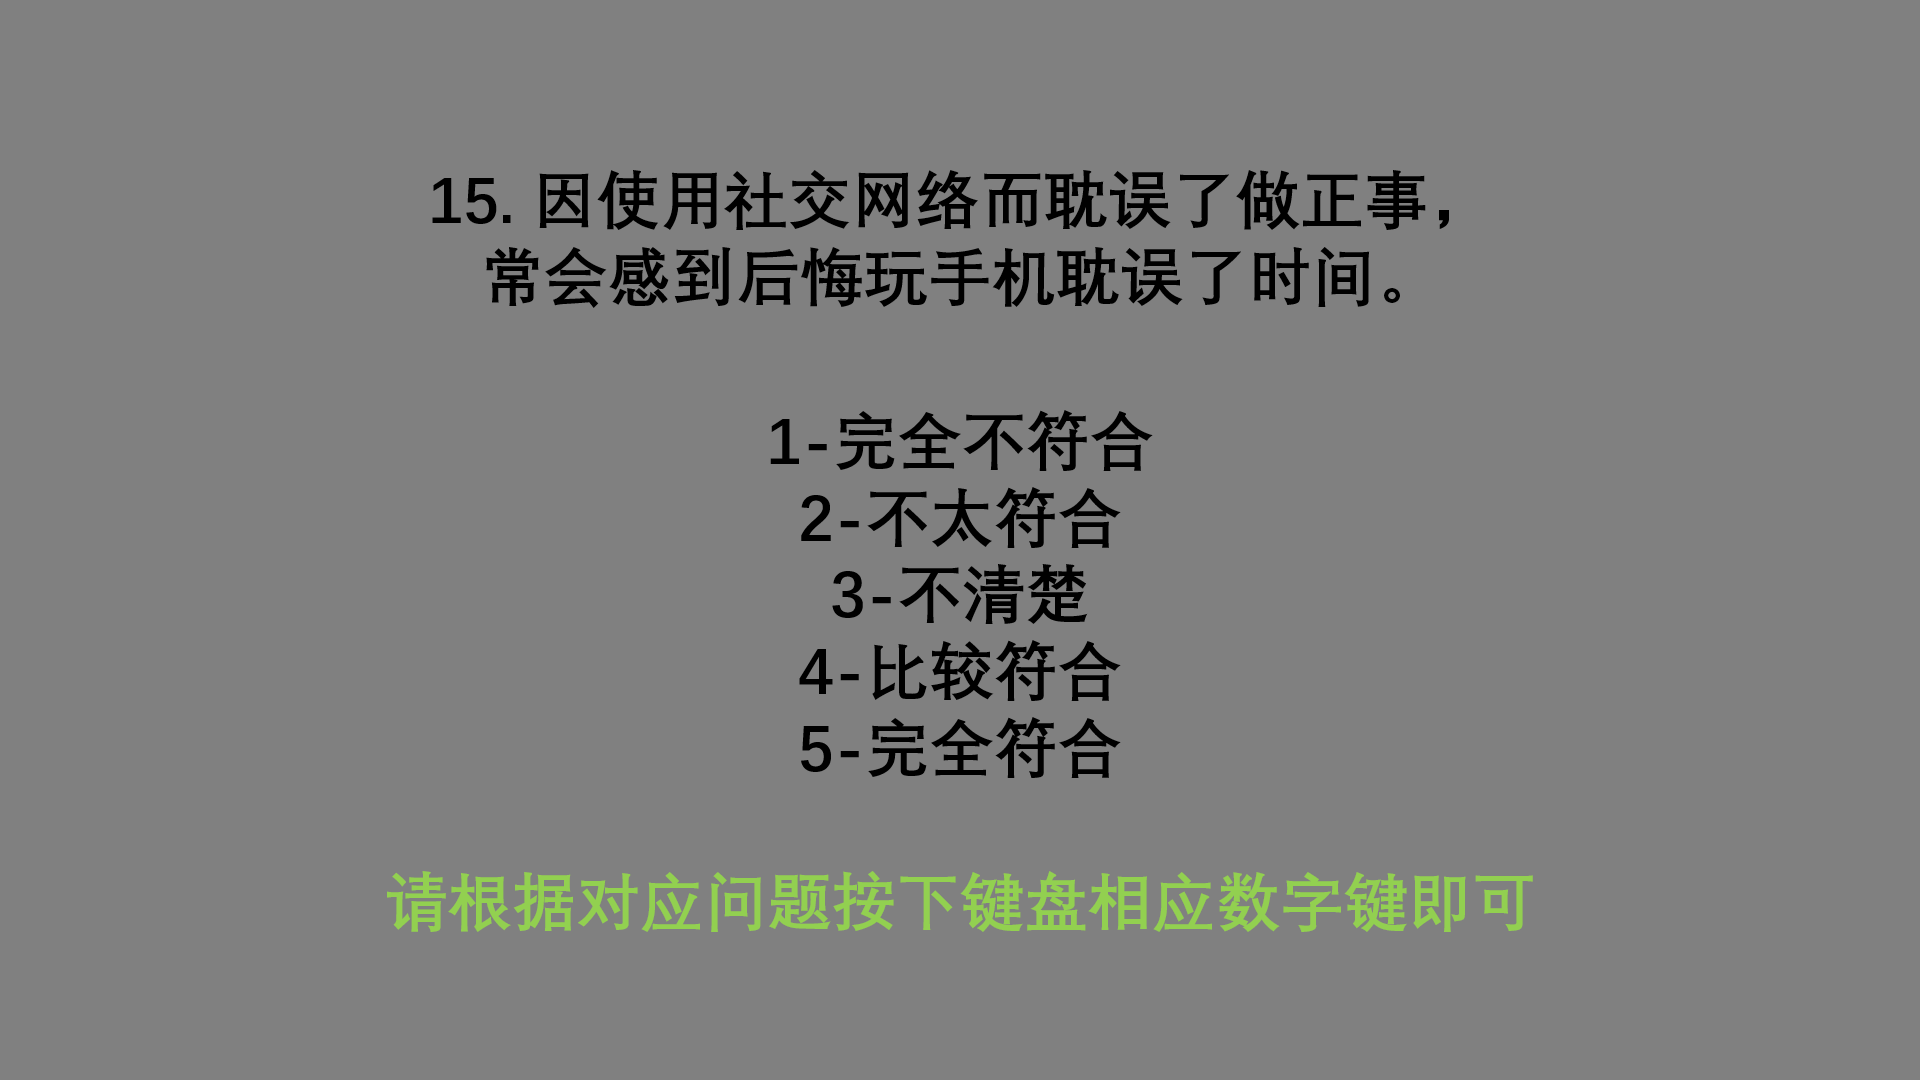 15. 因使用社交网络而耽误了做正事，
常会感到后悔玩手机耽误了时间。
1-完全不符合
2-不太符合
3-不清楚
4-比较符合
5-完全符合
请根据对应问题按下键盘相应数字键即可